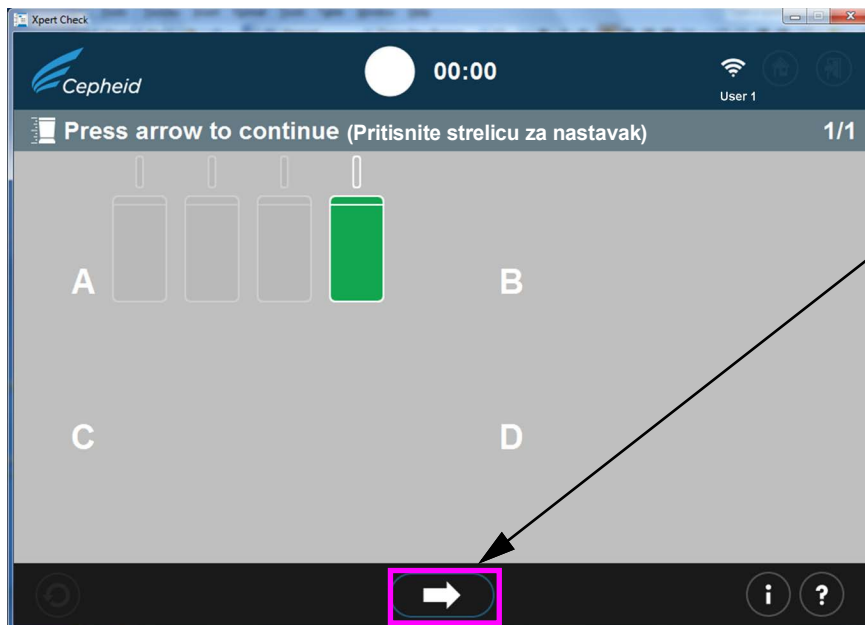 Xpert Check
Cepheid
00:00
User 1
Press arrow to continue (Pritisnite strelicu za nastavak)
1/1
A
B
C
D
i
?